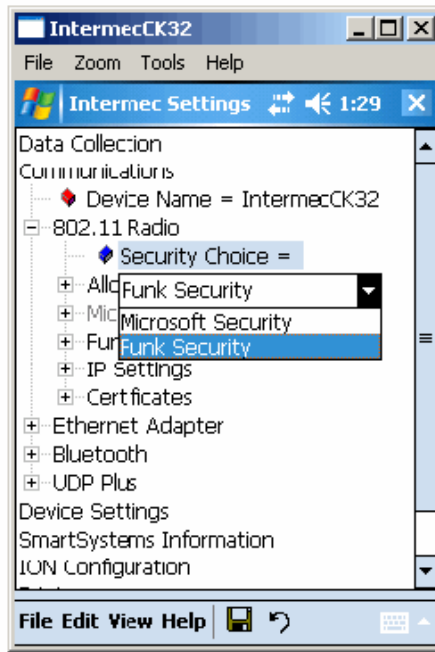 IntermecCK32
File Zoom Tools Help
Intermec Settings 1:29
Data Collection
Communications
Device Name = IntermecCK32
802.11 Radio
Security Choice =
Funk Security
Microsoft Security
Funk Security
IP Settings
Certficates
Ethernet Adapter
Bluetooth
UDP Plus
Device Settings
SmartSystems Information
ION Configuration
File Edit View Help